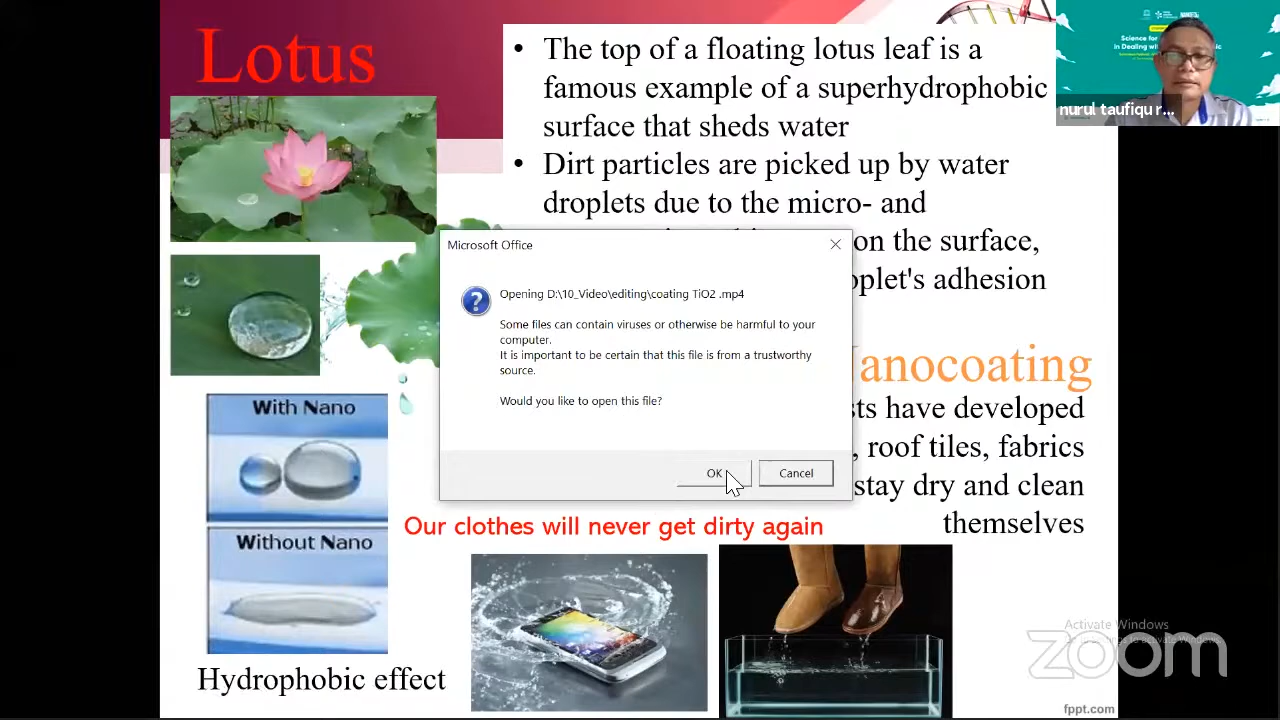 Lotus
• The top of a floating lotus leaf is a
famous example of a superhydrophobic
surface that sheds water
• Dirt particles are picked up by water
droplets due to the micro- and
on the surface,
adhesion
nurul taufiqu r...
Science for
in Dealing
Microsoft Office
Opening D:\10_Video\editing\coating TiO2 .mp4
Some files can contain viruses or otherwise be harmful to your
computer.
It is important to be certain that this file is from a trustworthy
source.
Would you like to open this file?
OK
Cancel
have developed
roof tiles, fabrics
stay dry and clean
themselves
With Nano
Without Nano
Hydrophobic effect
Our clothes will never get dirty again
Activate Windows
zoom
fppt.com